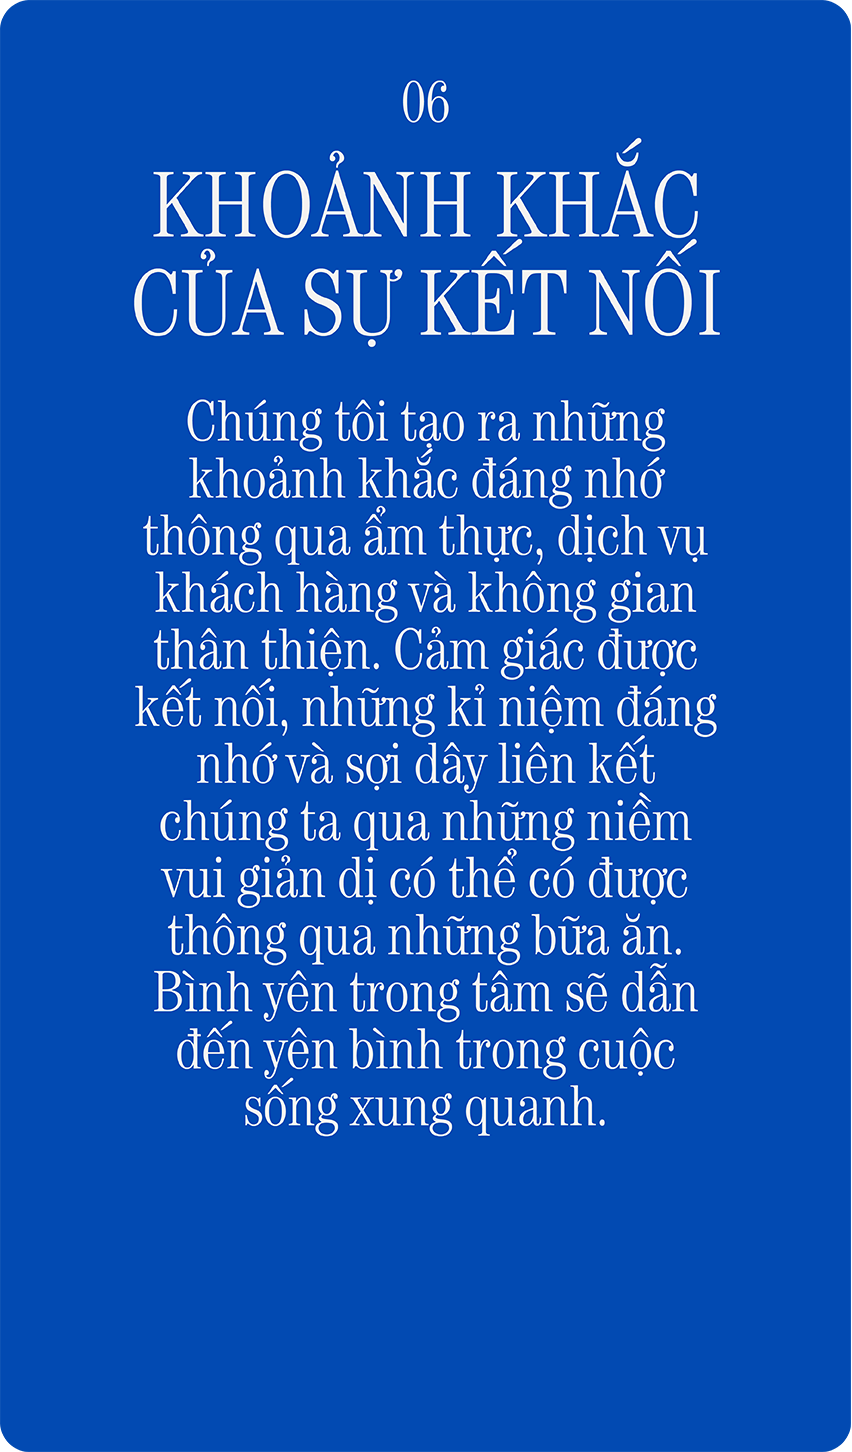 06
KHOẢNH KHẮC
CỦA SỰ KẾT NỐI
Chúng tôi tạo ra những
khoảnh khắc đáng nhớ
thông qua ẩm thực, dịch vụ
khách hàng và không gian
thân thiện. Cảm giác được
kết nối, những kỉ niệm đáng
nhớ và sợi dây liên kết
chúng ta qua những niềm
vui giản dị có thể có được
thông qua những bữa ăn.
Bình yên trong tâm sẽ dẫn
đến yên bình trong cuộc
sống xung quanh.